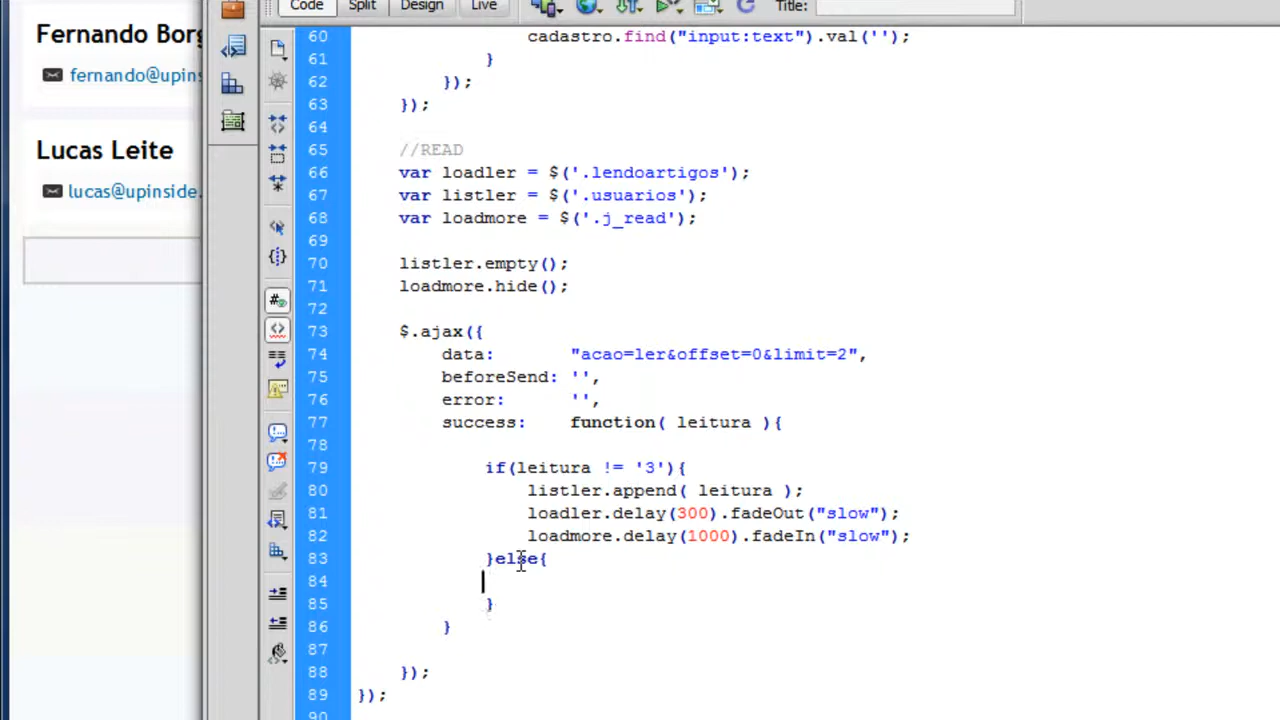 Code Split Design Live Title:
Fernando Borg
fernando@upins
Lucas Leite
lucas@upinside.
60 cadastro.find("input:text").val('');
61 }
62 });
63 });
64
65 //READ
66 var loadler = $('.lendoartigos');
67 var listler = $('.usuarios');
68 var loadmore = $('.j_read');
69
70 listler.empty();
71 loadmore.hide();
72
73 $.ajax({
74 data: "acao=ler&offset=0&limit=2",
75 beforeSend: '',
76 error: '',
77 success: function( leitura ){
78
79 if(leitura != '3'){
80 listler.append( leitura );
81 loadler.delay(300).fadeOut("slow");
82 loadmore.delay(1000).fadeIn("slow");
83 }else{
84
85 }
86 }
87
88 });
89 });
90